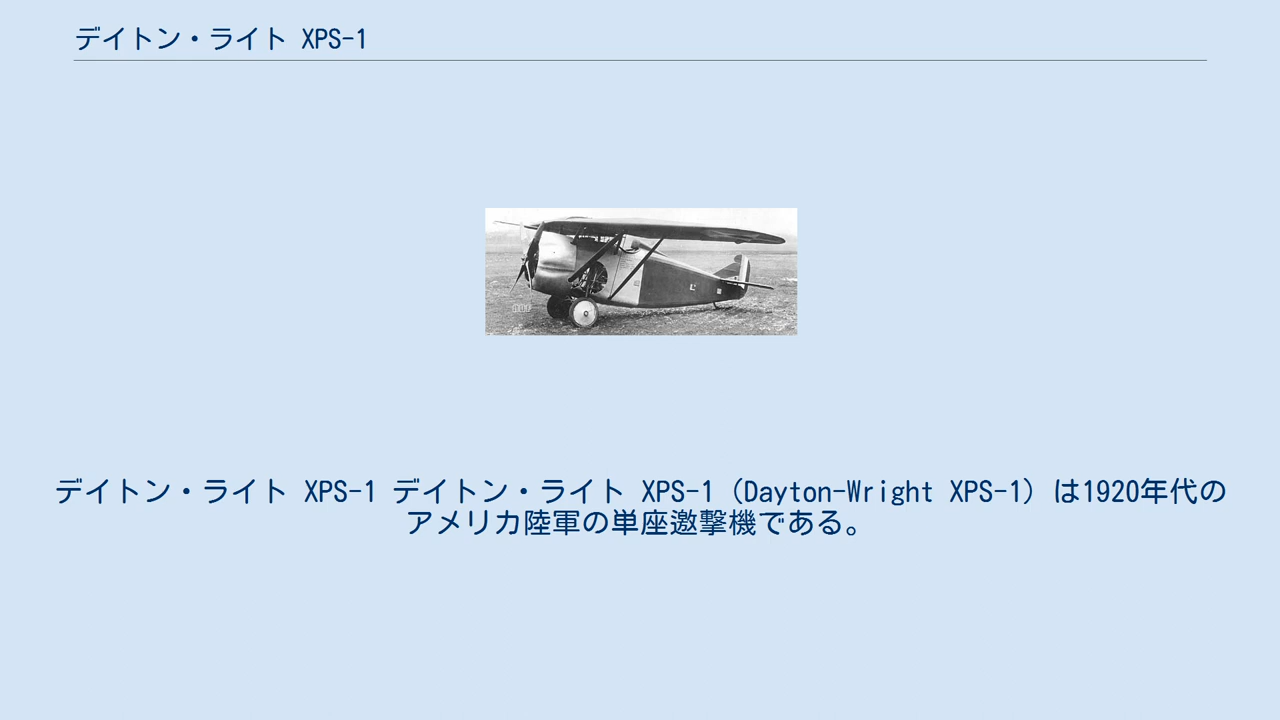 デイトン・ライト XPS-1
デイトン・ライト XPS-1 デイトン・ライト XPS-1（Dayton-Wright XPS-1）は1920年代の
アメリカ陸軍の単座邀撃機である。